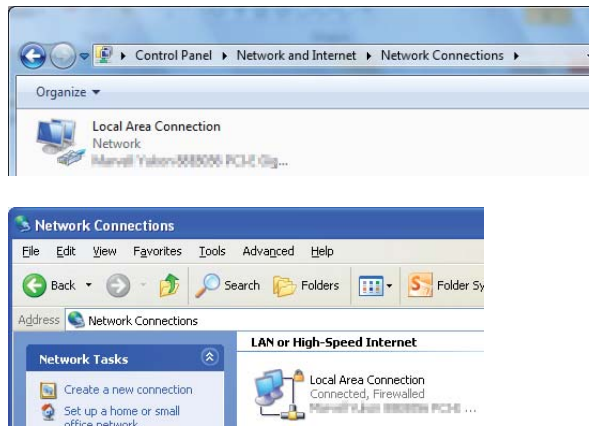 Control Panel ▸ Network and Internet ▸ Network Connections ▸
Organize ▾
Local Area Connection
Network
Network Connections
File Edit View Favorites Tools Advanced Help
Back Search Folders Folder Sy
Address Network Connections
Network Tasks
Create a new connection
Set up a home or small
office network
LAN or High-Speed Internet
Local Area Connection
Connected, Firewalled